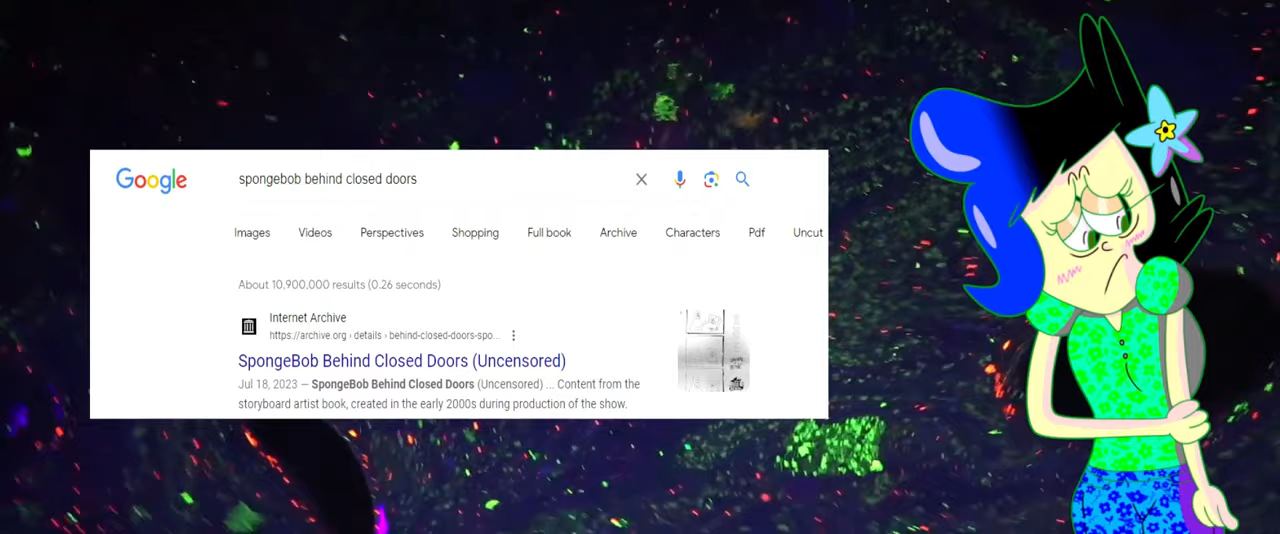 Google spongebob behind closed doors
Images Videos Perspectives Shopping Full book Archive Characters Pdf Uncut
About 10,900,000 results (0.26 seconds)
Internet Archive
https://archive.org › details › behind-closed-doors-spo...
SpongeBob Behind Closed Doors (Uncensored)
Jul 18, 2023 — SpongeBob Behind Closed Doors (Uncensored) ... Content from the
storyboard artist book, created in the early 2000s during production of the show.